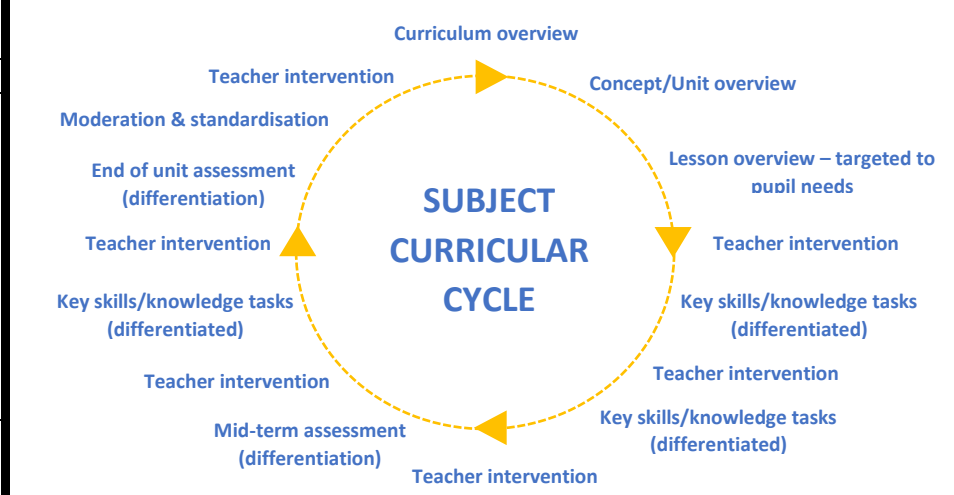 Curriculum overview
Concept/Unit overview
Lesson overview – targeted to
pupil needs
Teacher intervention
Key skills/knowledge tasks
(differentiated)
Teacher intervention
Key skills/knowledge tasks
(differentiated)
Teacher intervention
Mid-term assessment
(differentiation)
Teacher intervention
Key skills/knowledge tasks
(differentiated)
Teacher intervention
End of unit assessment
(differentiation)
Moderation & standardisation
Teacher intervention
SUBJECT
CURRICULAR
CYCLE